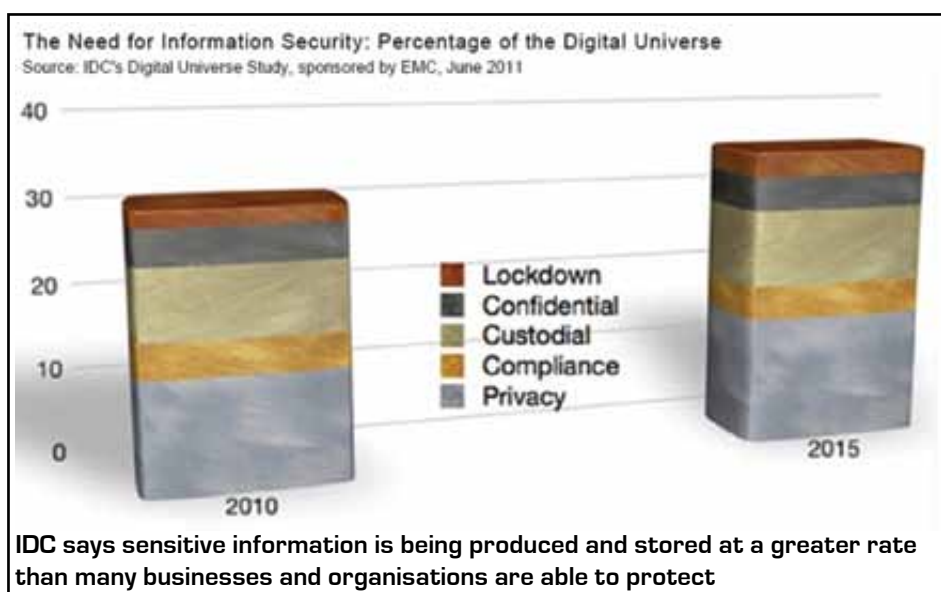 The Need for Information Security: Percentage of the Digital Universe
Source: IDC's Digital Universe Study, sponsored by EMC, June 2011
40
30
20
10
0
Lockdown
Confidential
Custodial
Compliance
Privacy
2010
2015
IDC says sensitive information is being produced and stored at a greater rate
than many businesses and organisations are able to protect